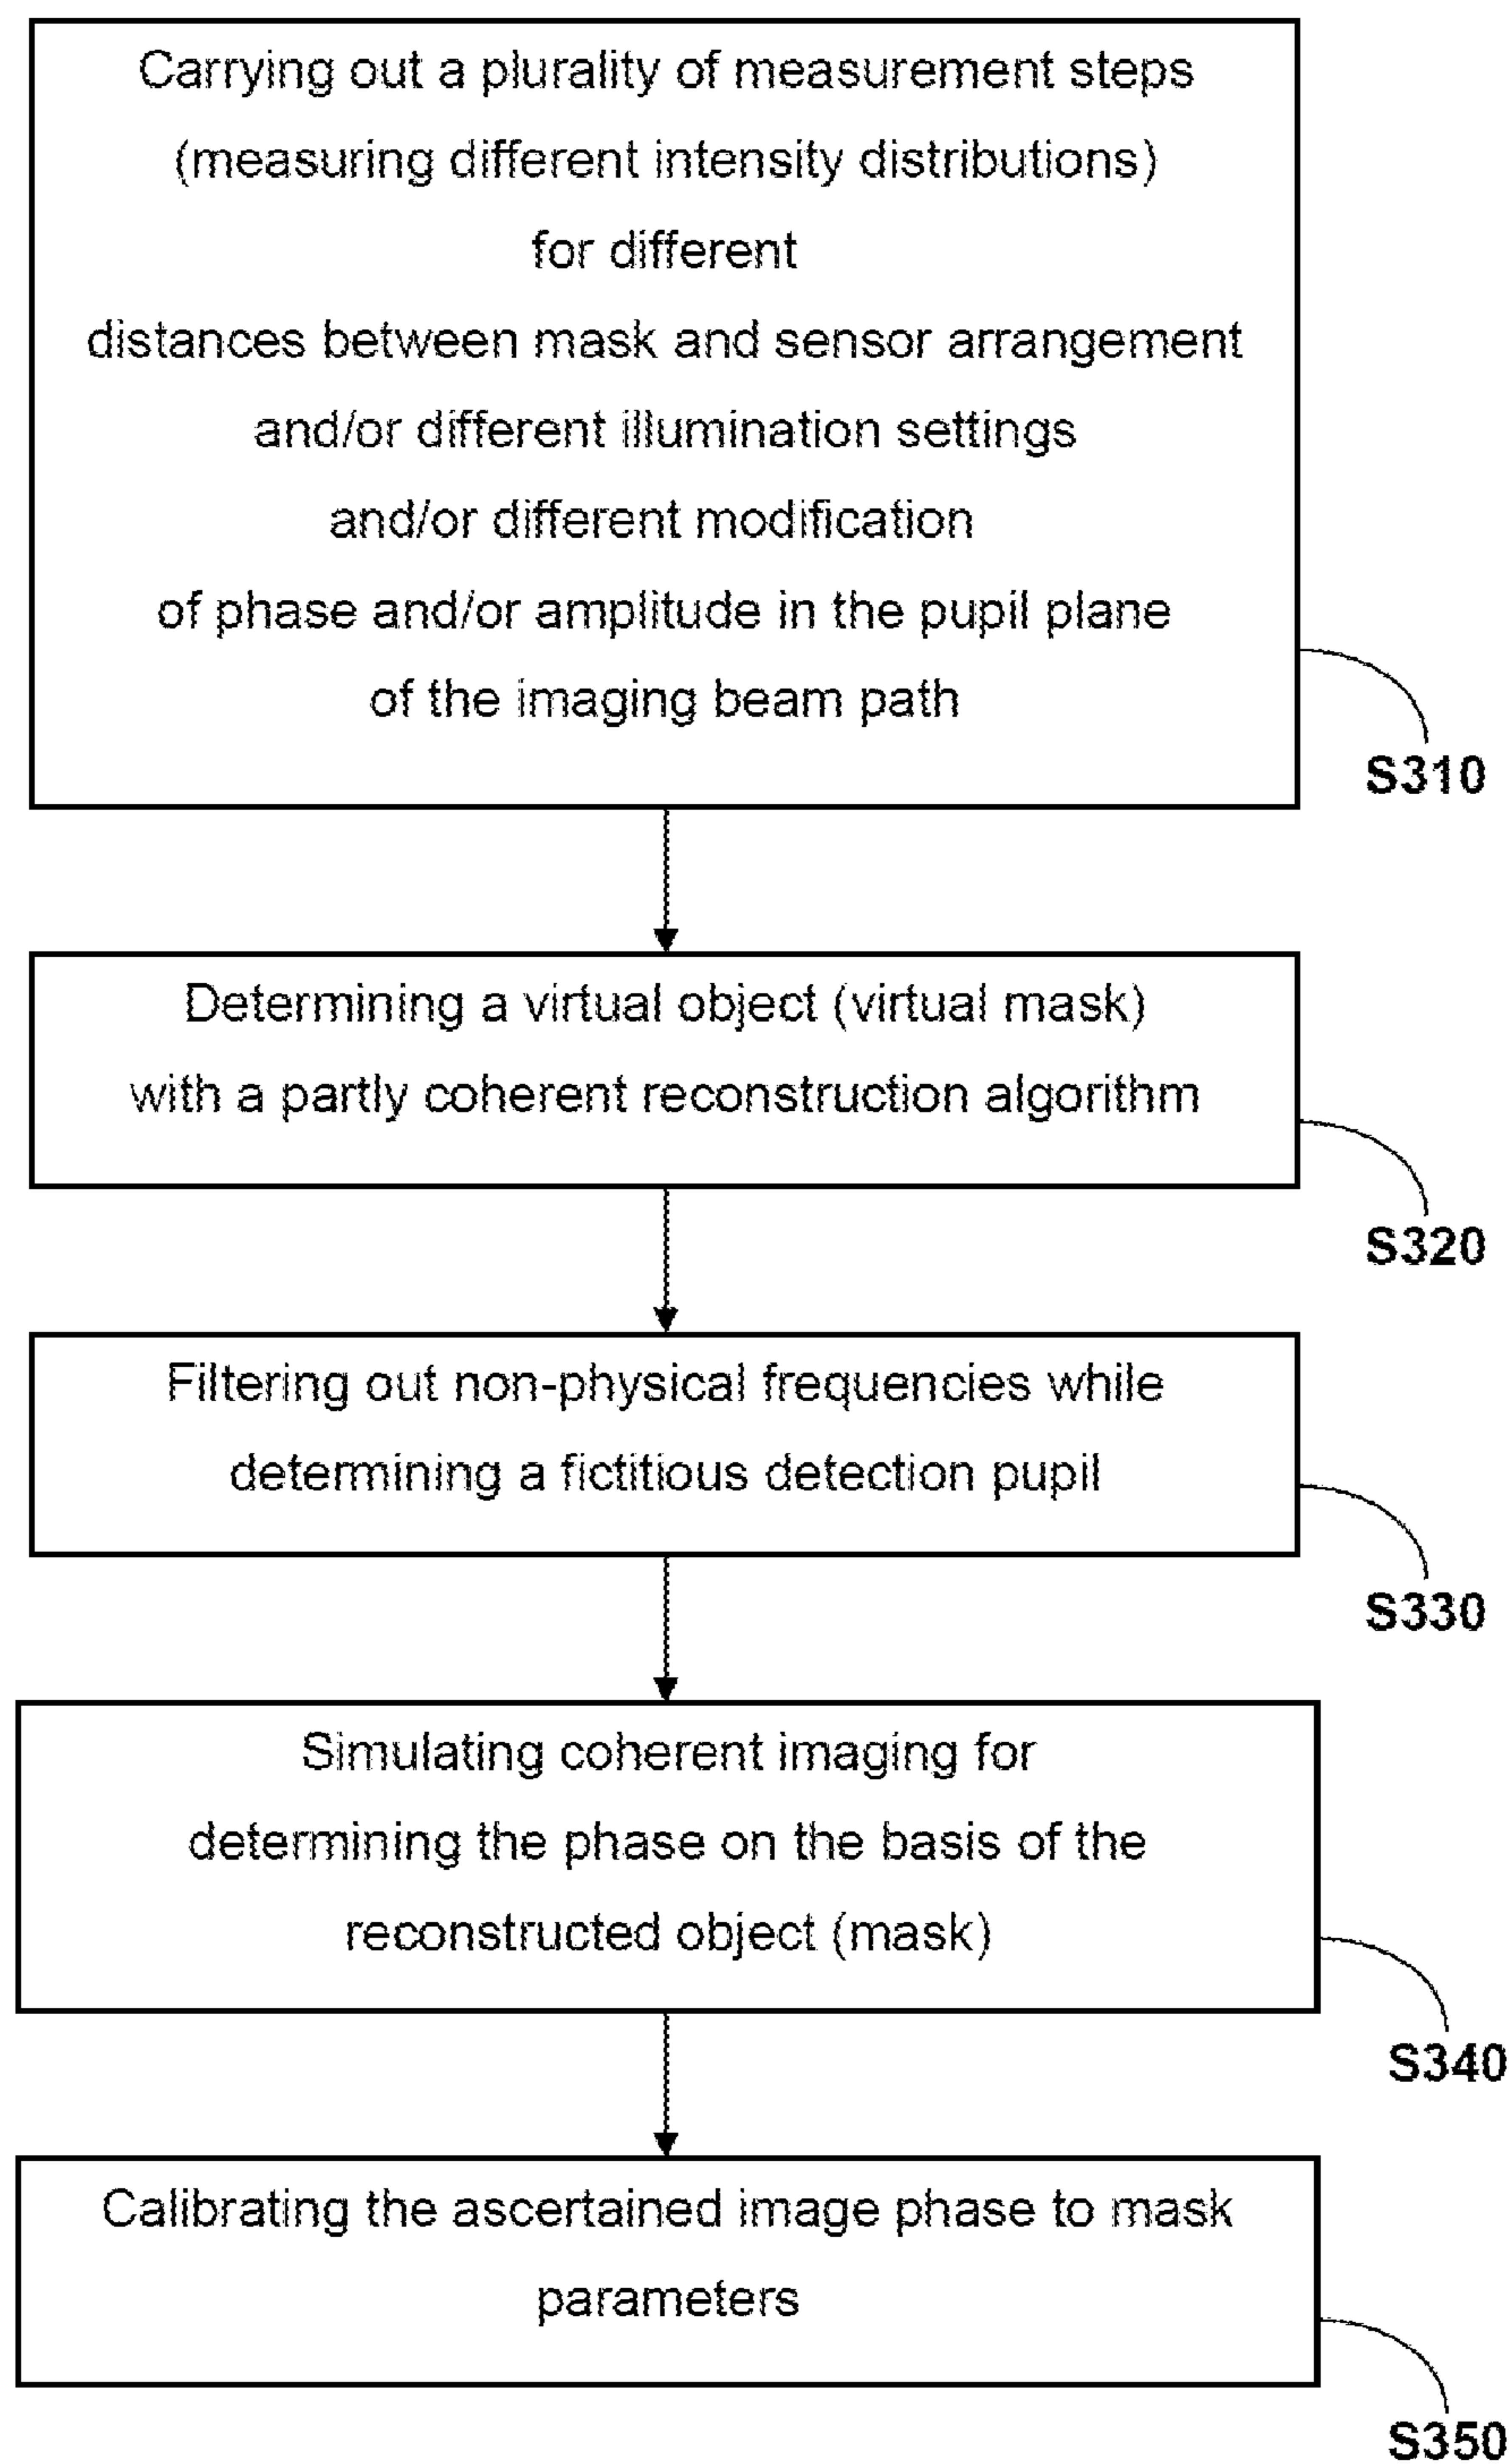 Carrying out a plurality of measurement steps
(measuring different intensity distributions)
for different
distances between mask and sensor arrangement
and/or different illumination settings
and/or different modification
of phase and/or amplitude in the pupil plane
of the imaging beam path
S310
Determining a virtual object (virtual mask)
with a partly coherent reconstruction algorithm
S320
Filtering out non-physical frequencies while
determining a fictitious detection pupil
S330
Simulating coherent imaging for
determining the phase on the basis of the
reconstructed object (mask)
S340
Calibrating the ascertained image phase to mask
parameters
S350